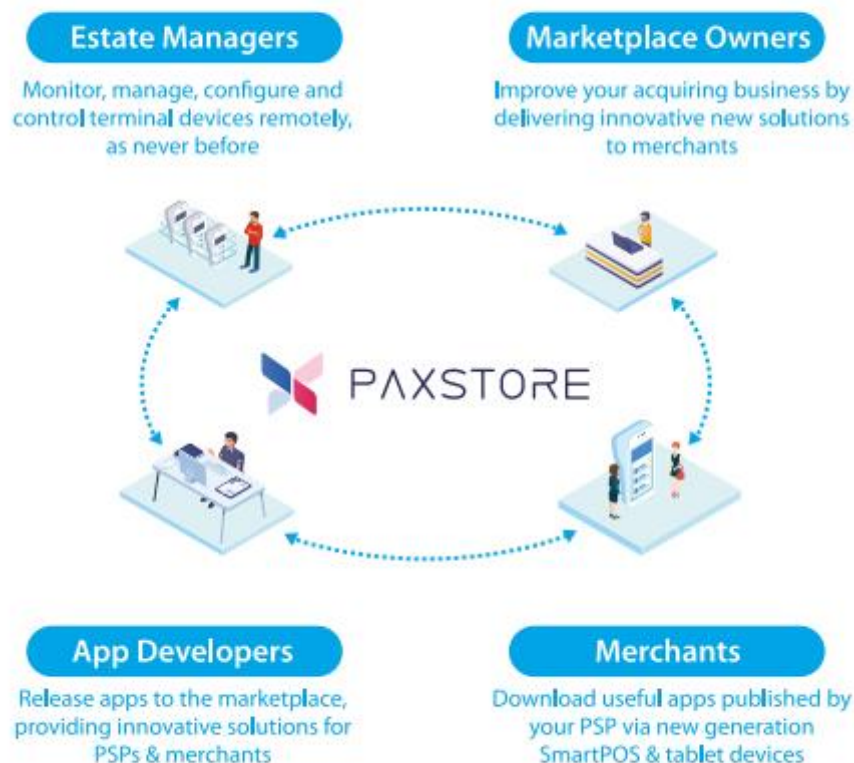 Estate Managers
Monitor, manage, configure and
control terminal devices remotely,
as never before
Marketplace Owners
Improve your acquiring business by
delivering innovative new solutions
to merchants
PAXSTORE
App Developers
Release apps to the marketplace,
providing innovative solutions for
PSPs & merchants
Merchants
Download useful apps published by
your PSP via new generation
SmartPOS & tablet devices